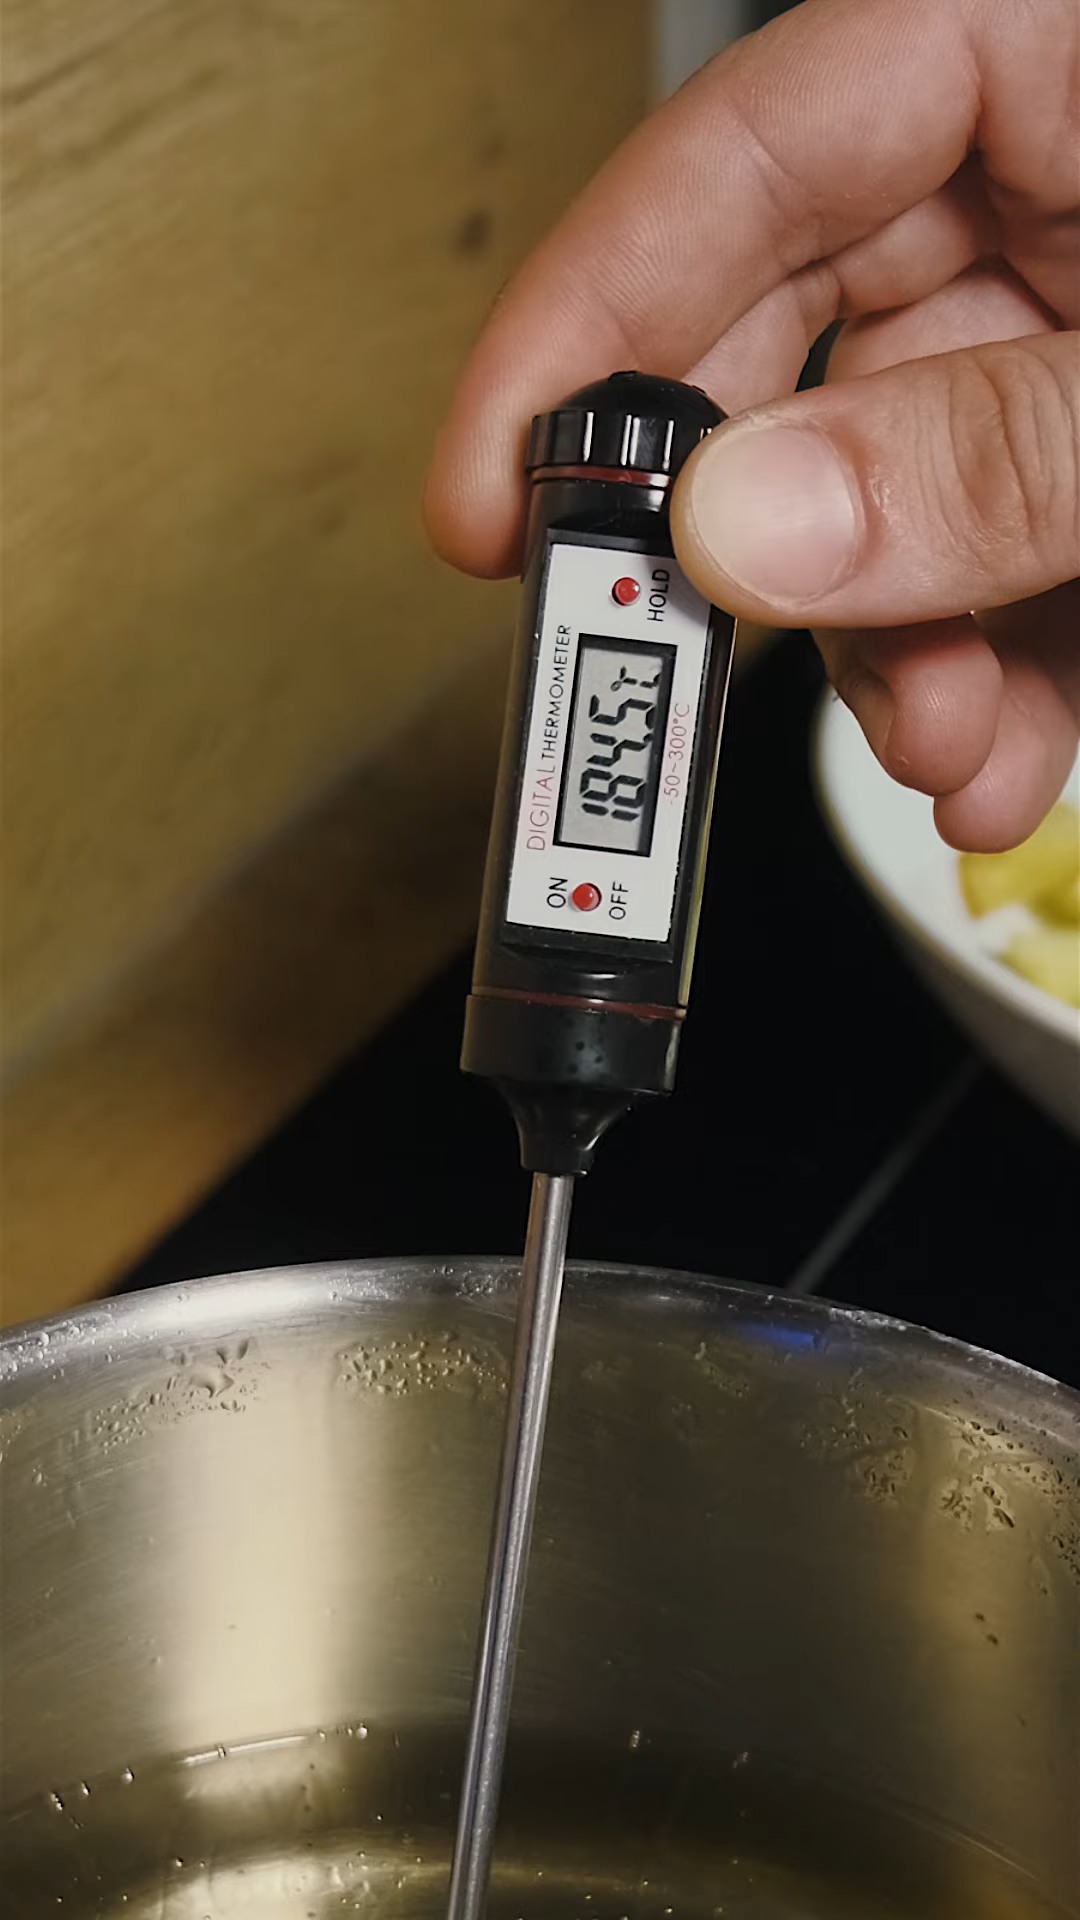 HOLD
DIGITAL THERMOMETER
184.5°C
-50~300°C
ON
OFF